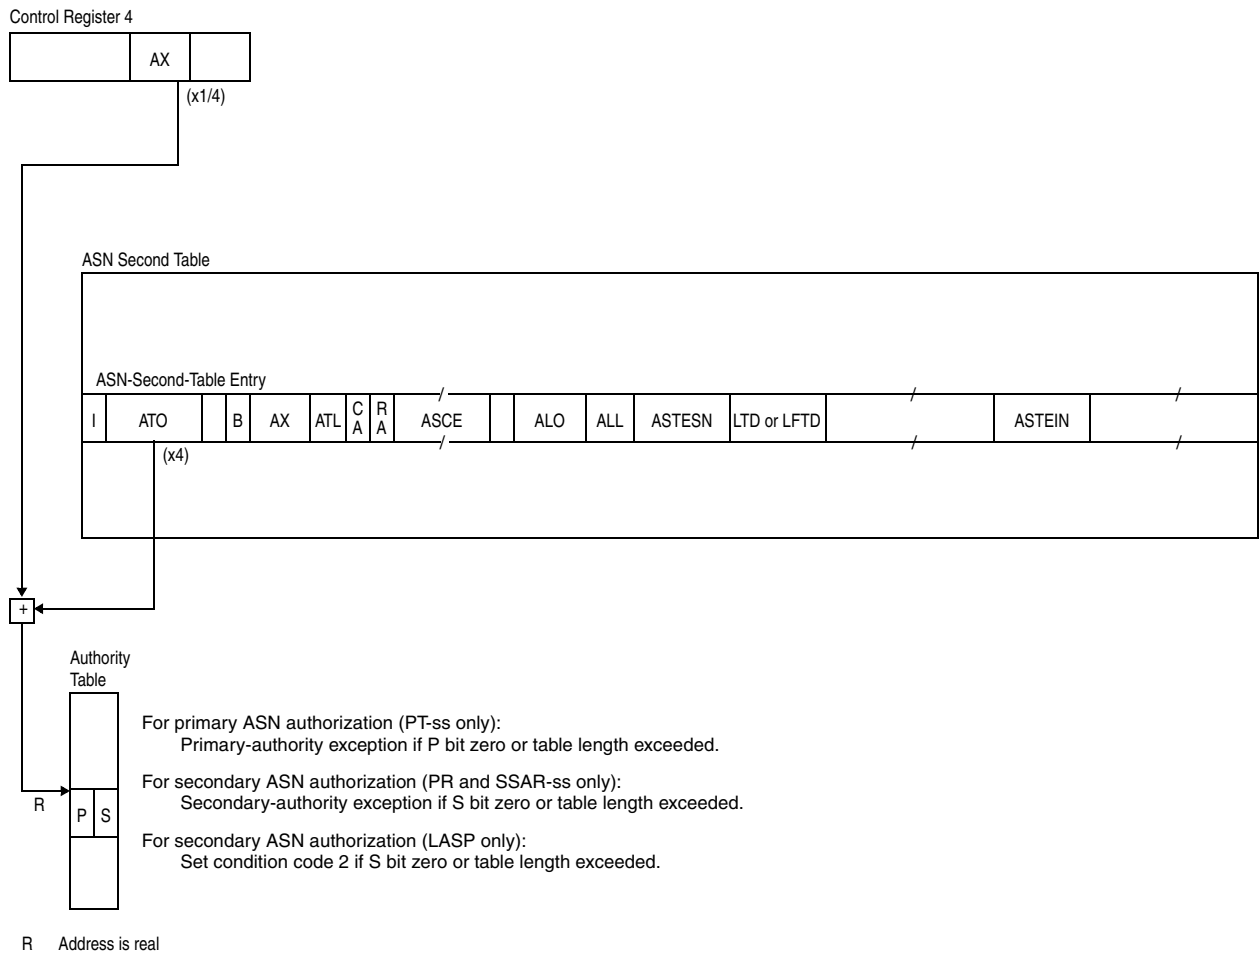 Control Register 4
AX
(x1/4)
ASN Second Table
ASN-Second-Table Entry
I ATO B AX ATL CA RA ASCE ALO ALL ASTESN LTD or LFTD ASTEIN
(x4)
+
Authority
Table
For primary ASN authorization (PT-ss only):
Primary-authority exception if P bit zero or table length exceeded.
For secondary ASN authorization (PR and SSAR-ss only):
Secondary-authority exception if S bit zero or table length exceeded.
R
P S
For secondary ASN authorization (LASP only):
Set condition code 2 if S bit zero or table length exceeded.
R Address is real